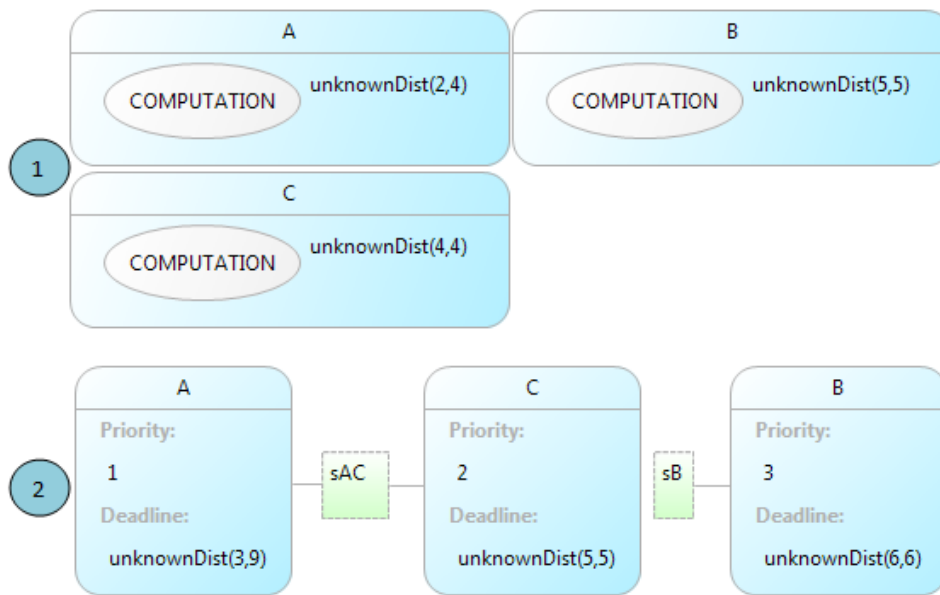 A
B
COMPUTATION
unknownDist(2,4)
COMPUTATION
unknownDist(5,5)
1
C
COMPUTATION
unknownDist(4,4)
A
C
B
Priority:
Priority:
Priority:
1
sAC
2
sB
3
2
Deadline:
Deadline:
Deadline:
unknownDist(3,9)
unknownDist(5,5)
unknownDist(6,6)